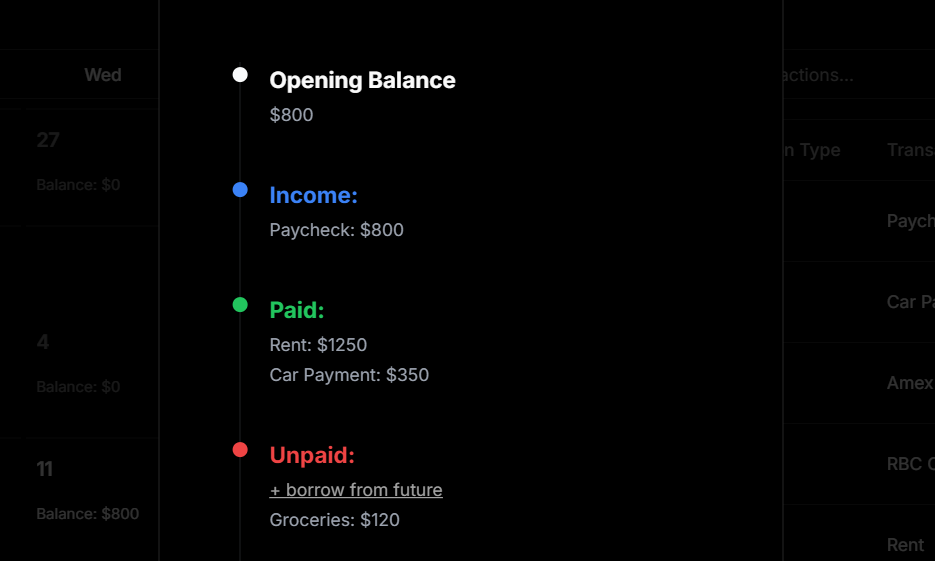 Wed
27
Balance: $0
4
Balance: $0
11
Balance: $800
Opening Balance
$800
Income:
Paycheck: $800
Paid:
Rent: $1250
Car Payment: $350
Unpaid:
+ borrow from future
Groceries: $120
actions...
n Type
Trans
Paych
Car Pa
Amex
RBC C
Rent